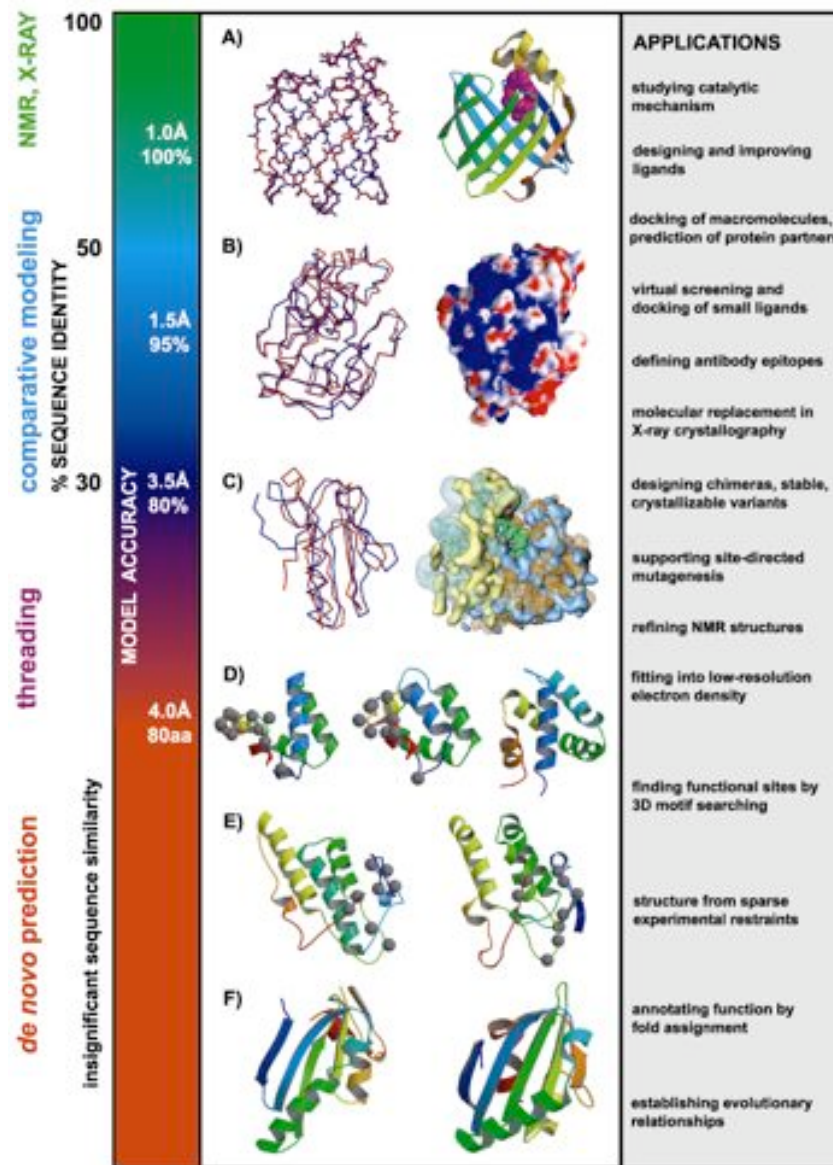 NMR, X-RAY
comparative modeling
threading
de novo prediction
% SEQUENCE IDENTITY
insignificant sequence similarity
100
50
30
MODEL ACCURACY
1.0Å
100%
1.5Å
95%
3.5Å
80%
4.0Å
80aa
A)
B)
C)
D)
E)
F)
APPLICATIONS
studying catalytic
mechanism
designing and improving
ligands
docking of macromolecules,
prediction of protein partner
virtual screening and
docking of small ligands
defining antibody epitopes
molecular replacement in
X-ray crystallography
designing chimeras, stable,
crystallizable variants
supporting site-directed
mutagenesis
refining NMR structures
fitting into low-resolution
electron density
finding functional sites by
3D motif searching
structure from sparse
experimental restraints
annotating function by
fold assignment
establishing evolutionary
relationships